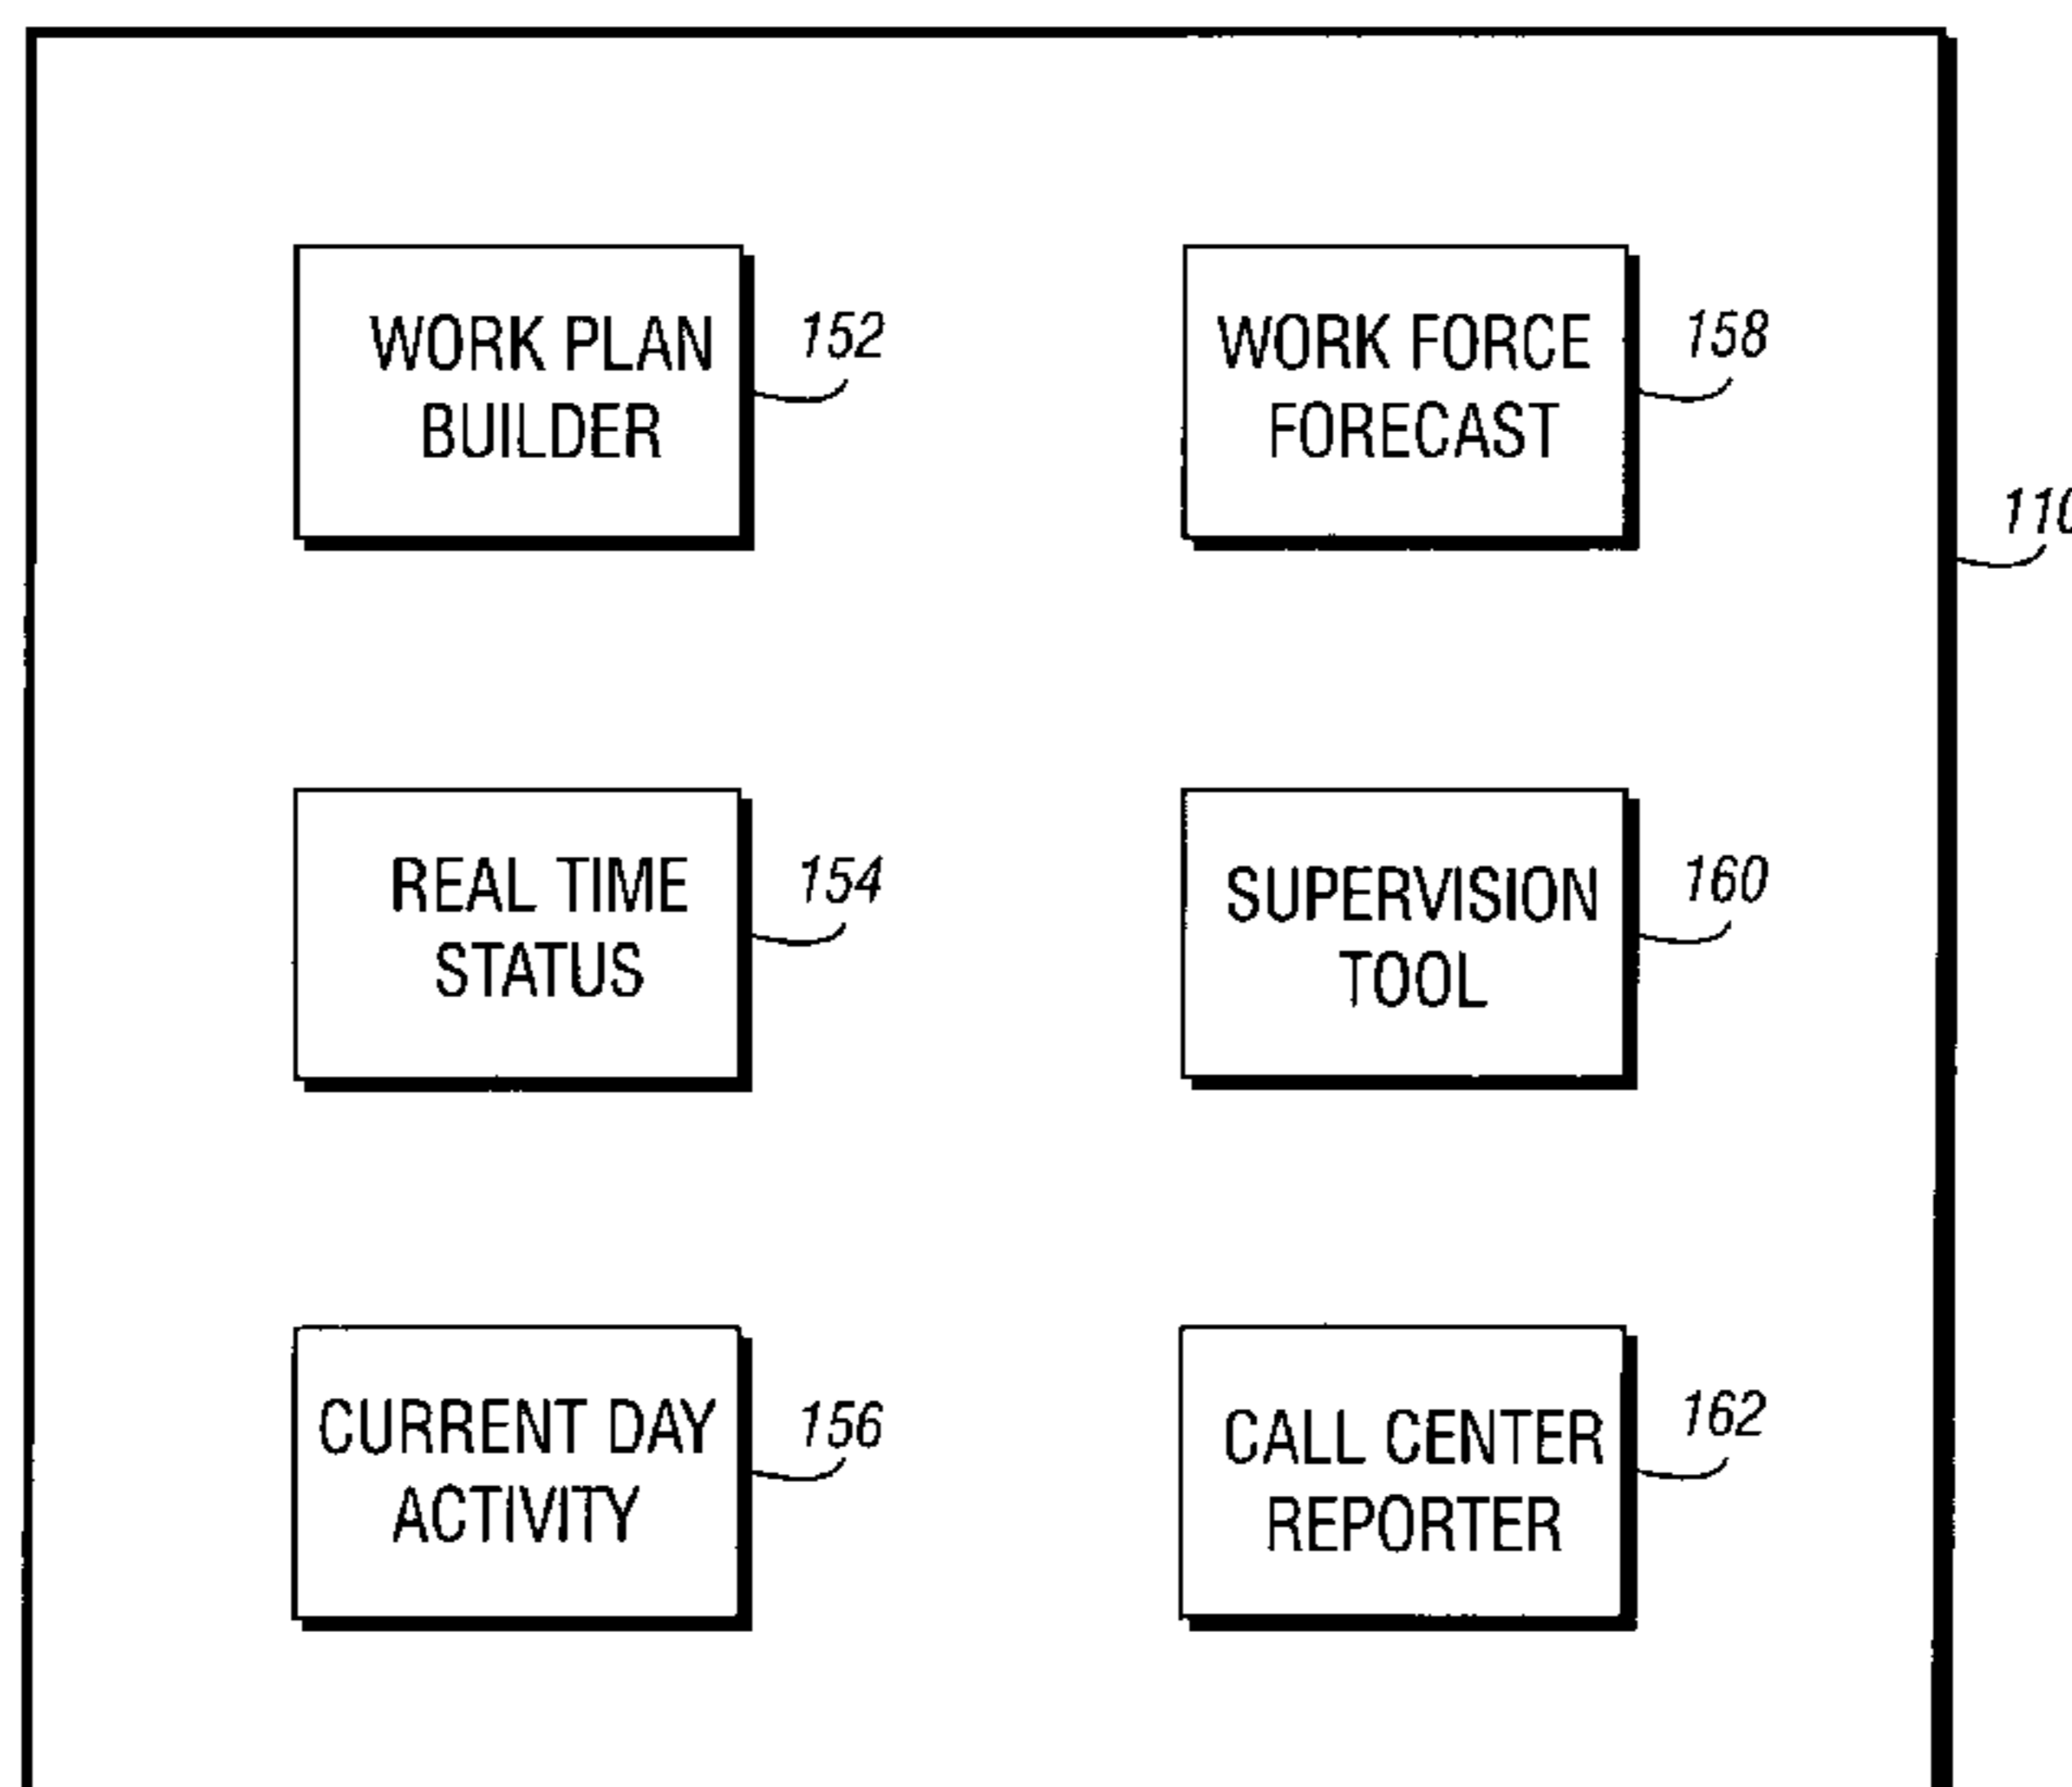 WORK PLAN
BUILDER
152
WORK FORCE
FORECAST
158
110
REAL TIME
STATUS
154
SUPERVISION
TOOL
160
CURRENT DAY
ACTIVITY
156
CALL CENTER
REPORTER
162